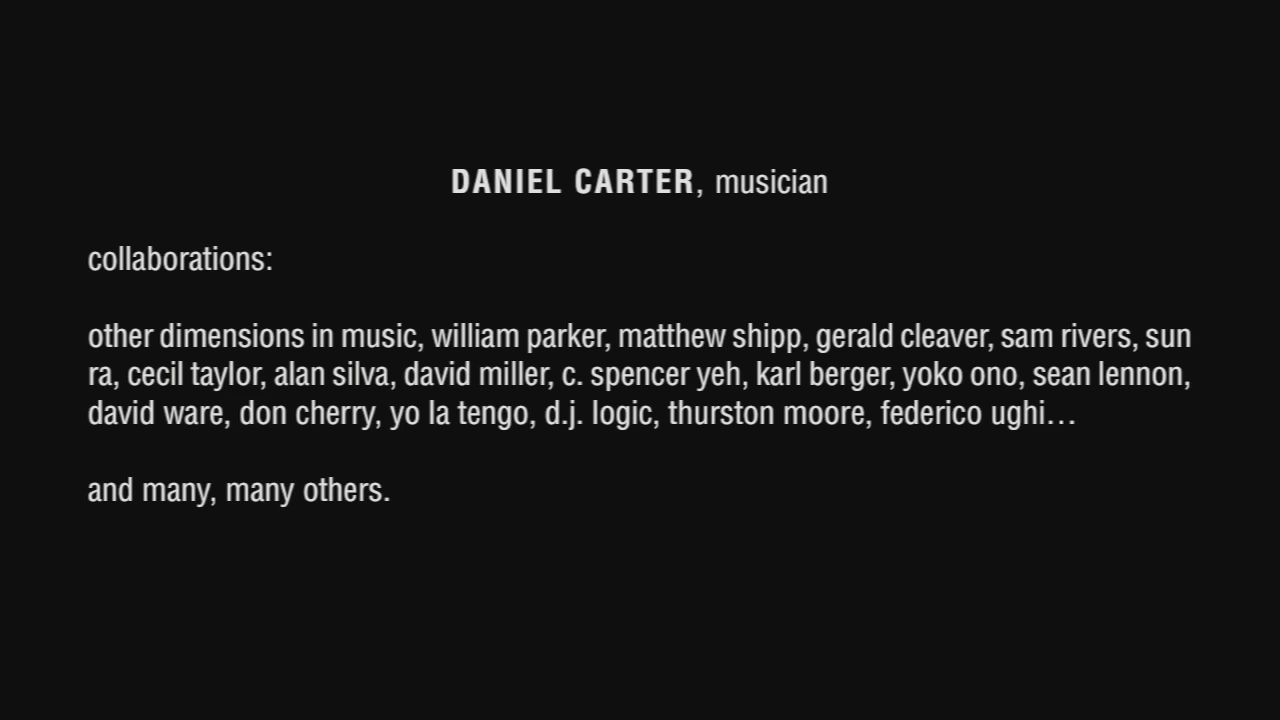 DANIEL CARTER, musician
collaborations:
other dimensions in music, william parker, matthew shipp, gerald cleaver, sam rivers, sun
ra, cecil taylor, alan silva, david miller, c. spencer yeh, karl berger, yoko ono, sean lennon,
david ware, don cherry, yo la tengo, d.j. logic, thurston moore, federico ughi…
and many, many others.